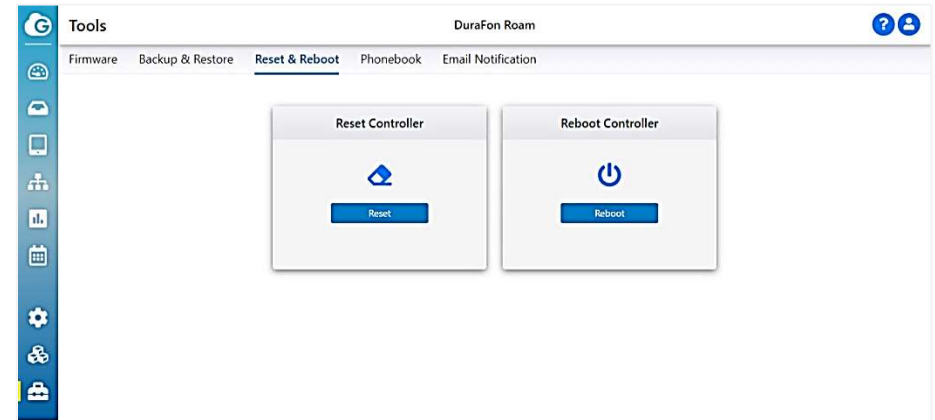 Tools
DuraFon Roam
Firmware Backup & Restore Reset & Reboot Phonebook Email Notification
Reset Controller
Reset
Reboot Controller
Reboot